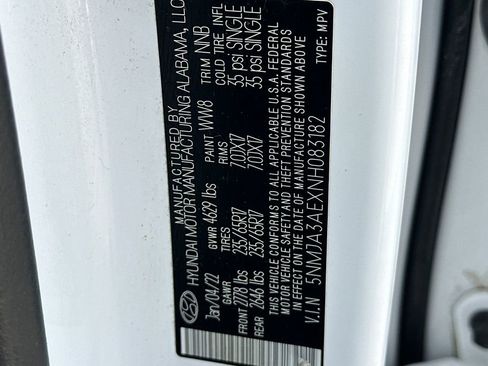 MANUFACTURED BY
HYUNDAI MOTOR MANUFACTURING ALABAMA, LLC
Jan/04/22 GVWR 4629 lbs PAINT WW8 TRIM NNB
GAWR TIRES RIMS COLD TIRE INFL
FRONT 2778 lbs 235/65R17 7.0JX17 35 psi SINGLE
REAR 2646 lbs 235/65R17 7.0JX17 35 psi SINGLE
THIS VEHICLE CONFORMS TO ALL APPLICABLE U.S.A. FEDERAL
MOTOR VEHICLE SAFETY AND THEFT PREVENTION STANDARDS
IN EFFECT ON THE DATE OF MANUFACTURE SHOWN ABOVE
V.I.N 5NMJA3AEXNH083182 TYPE: MPV